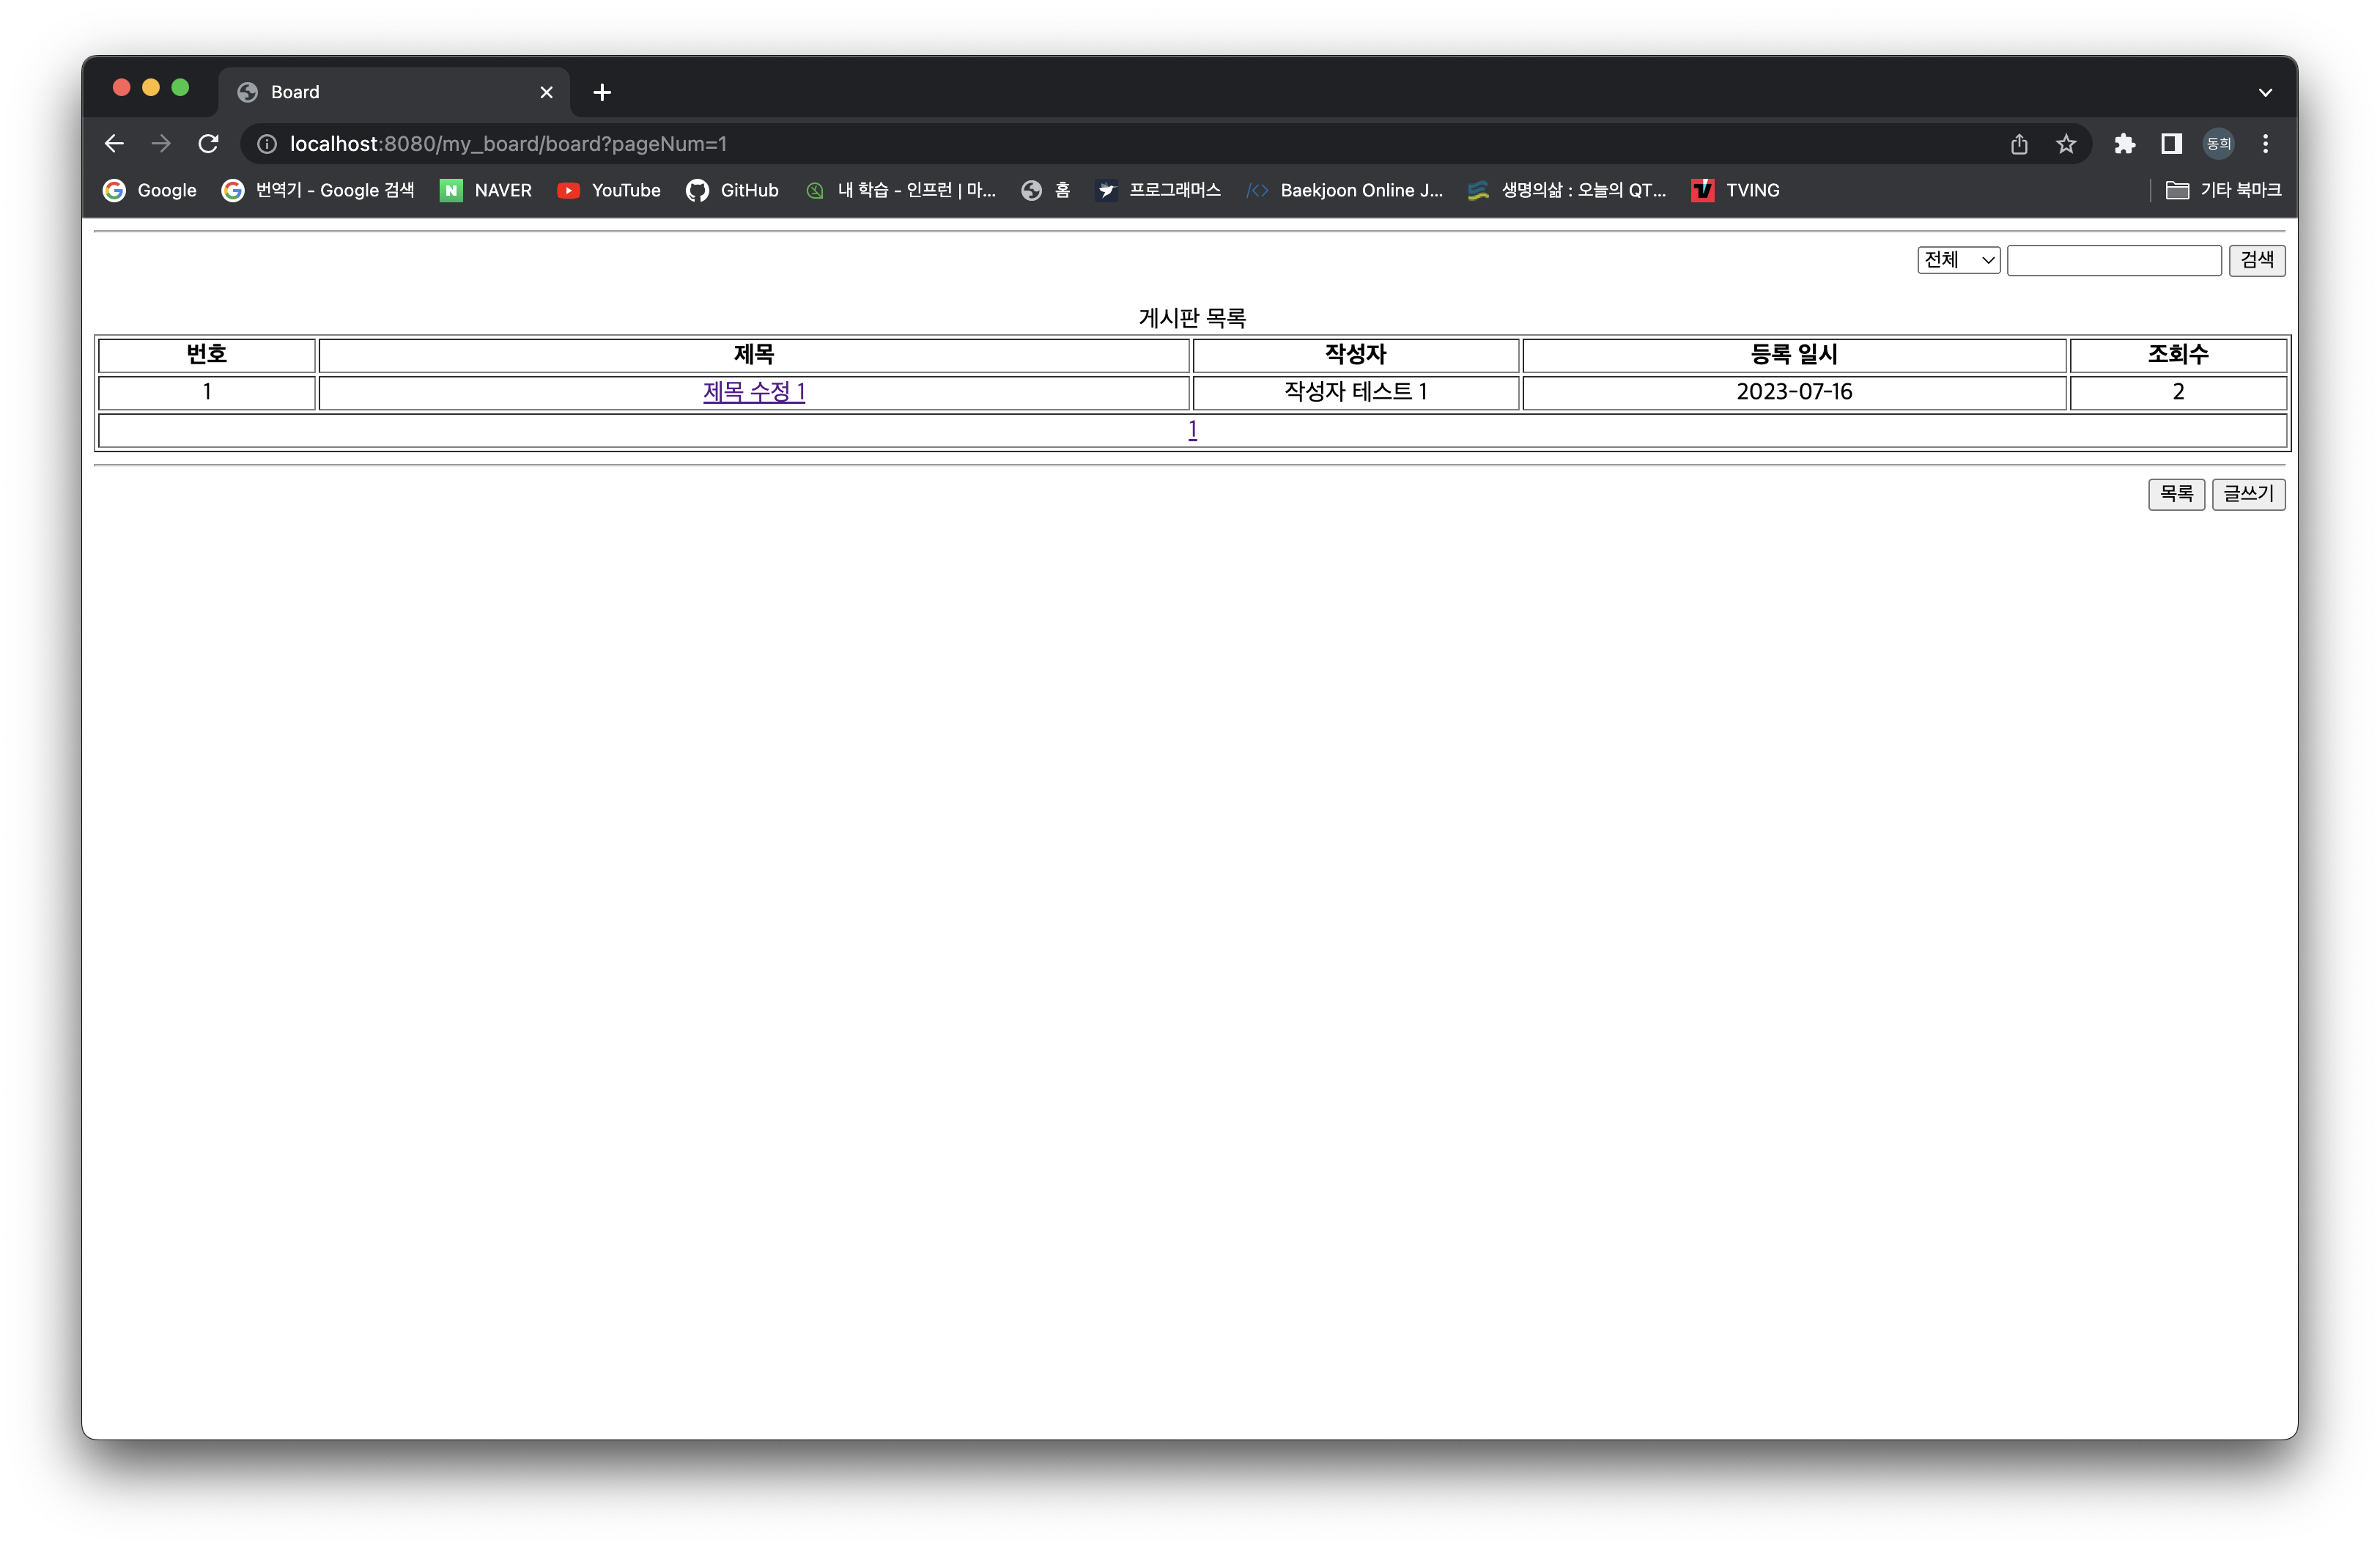 Board
localhost:8080/my_board/board?pageNum=1
동희
Google 번역기 - Google 검색 NAVER YouTube GitHub 내 학습 - 인프런 | 마... 홈 프로그래머스 Baekjoon Online J... 생명의삶 : 오늘의 QT... TVING 기타 북마크
전체 검색
게시판 목록
번호 제목 작성자 등록 일시 조회수
1 제목 수정 1 작성자 테스트 1 2023-07-16 2
1
목록 글쓰기